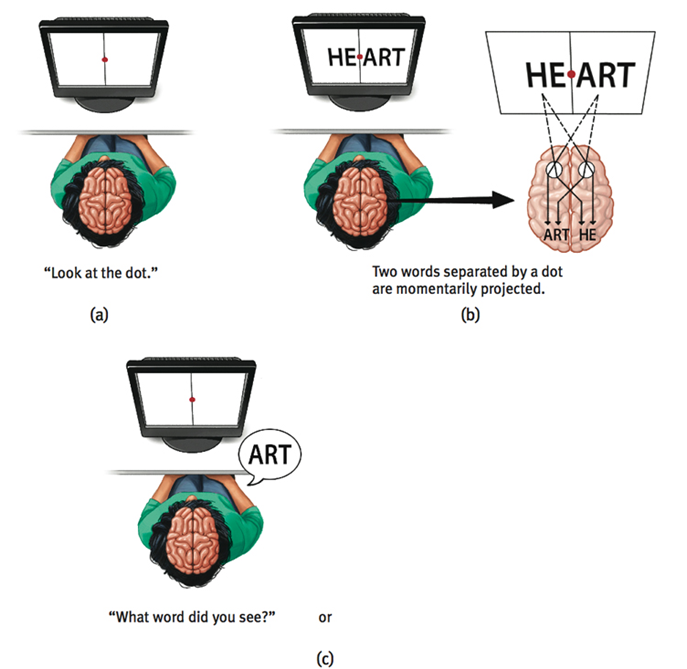 HE ART
HE ART
ART HE
“Look at the dot.”
Two words separated by a dot
are momentarily projected.
(a)
(b)
ART
“What word did you see?” or
(c)